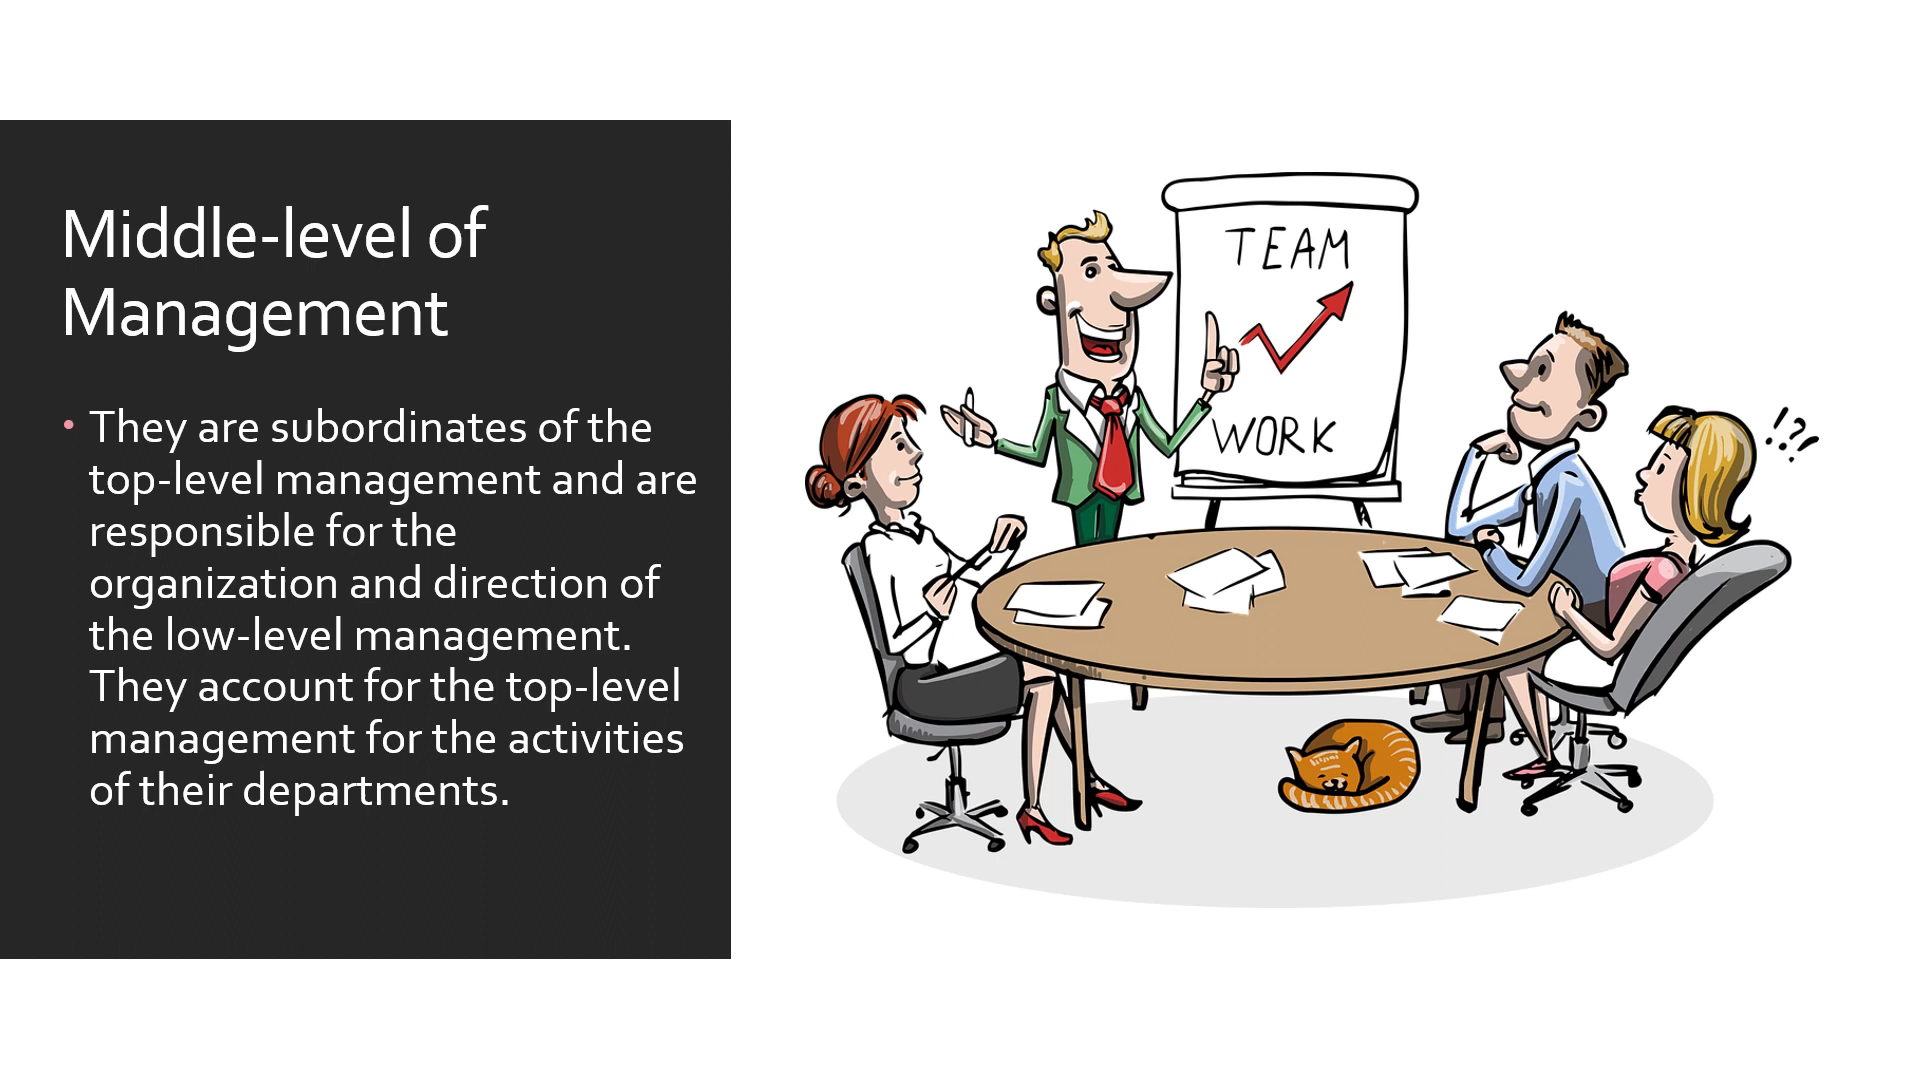 Middle-level of
Management
• They are subordinates of the
top-level management and are
responsible for the
organization and direction of
the low-level management.
They account for the top-level
management for the activities
of their departments.
TEAM
WORK
!?!